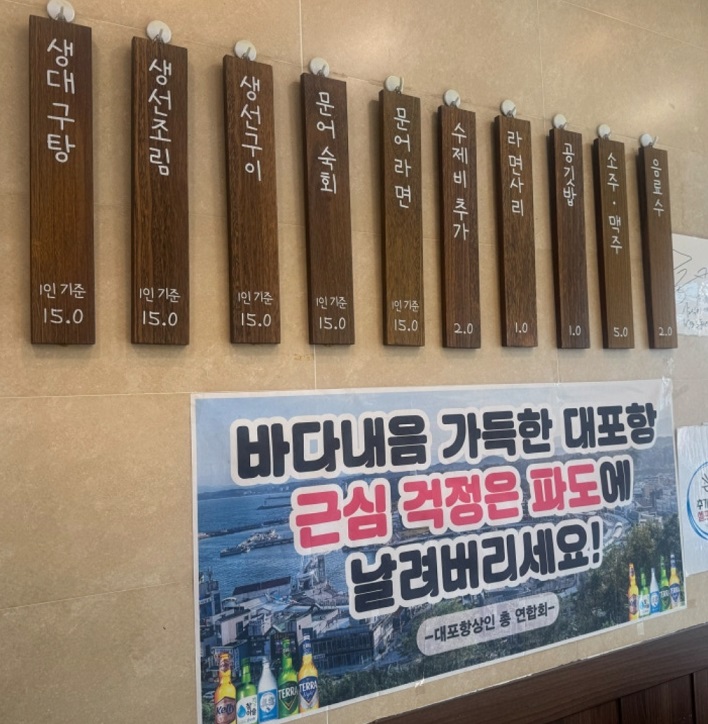 생대구탕
1인 기준
15.0
생선조림
1인 기준
15.0
생선구이
1인 기준
15.0
문어숙회
1인 기준
15.0
문어라면
1인 기준
15.0
수제비 추가
2.0
라면사리
1.0
공깃밥
1.0
소주·맥주
5.0
음료수
2.0
바다내음 가득한 대포항
근심 걱정은 파도에
날려버리세요!
-대포항상인 총 연합회-
Kelly
TERRA
TERRA